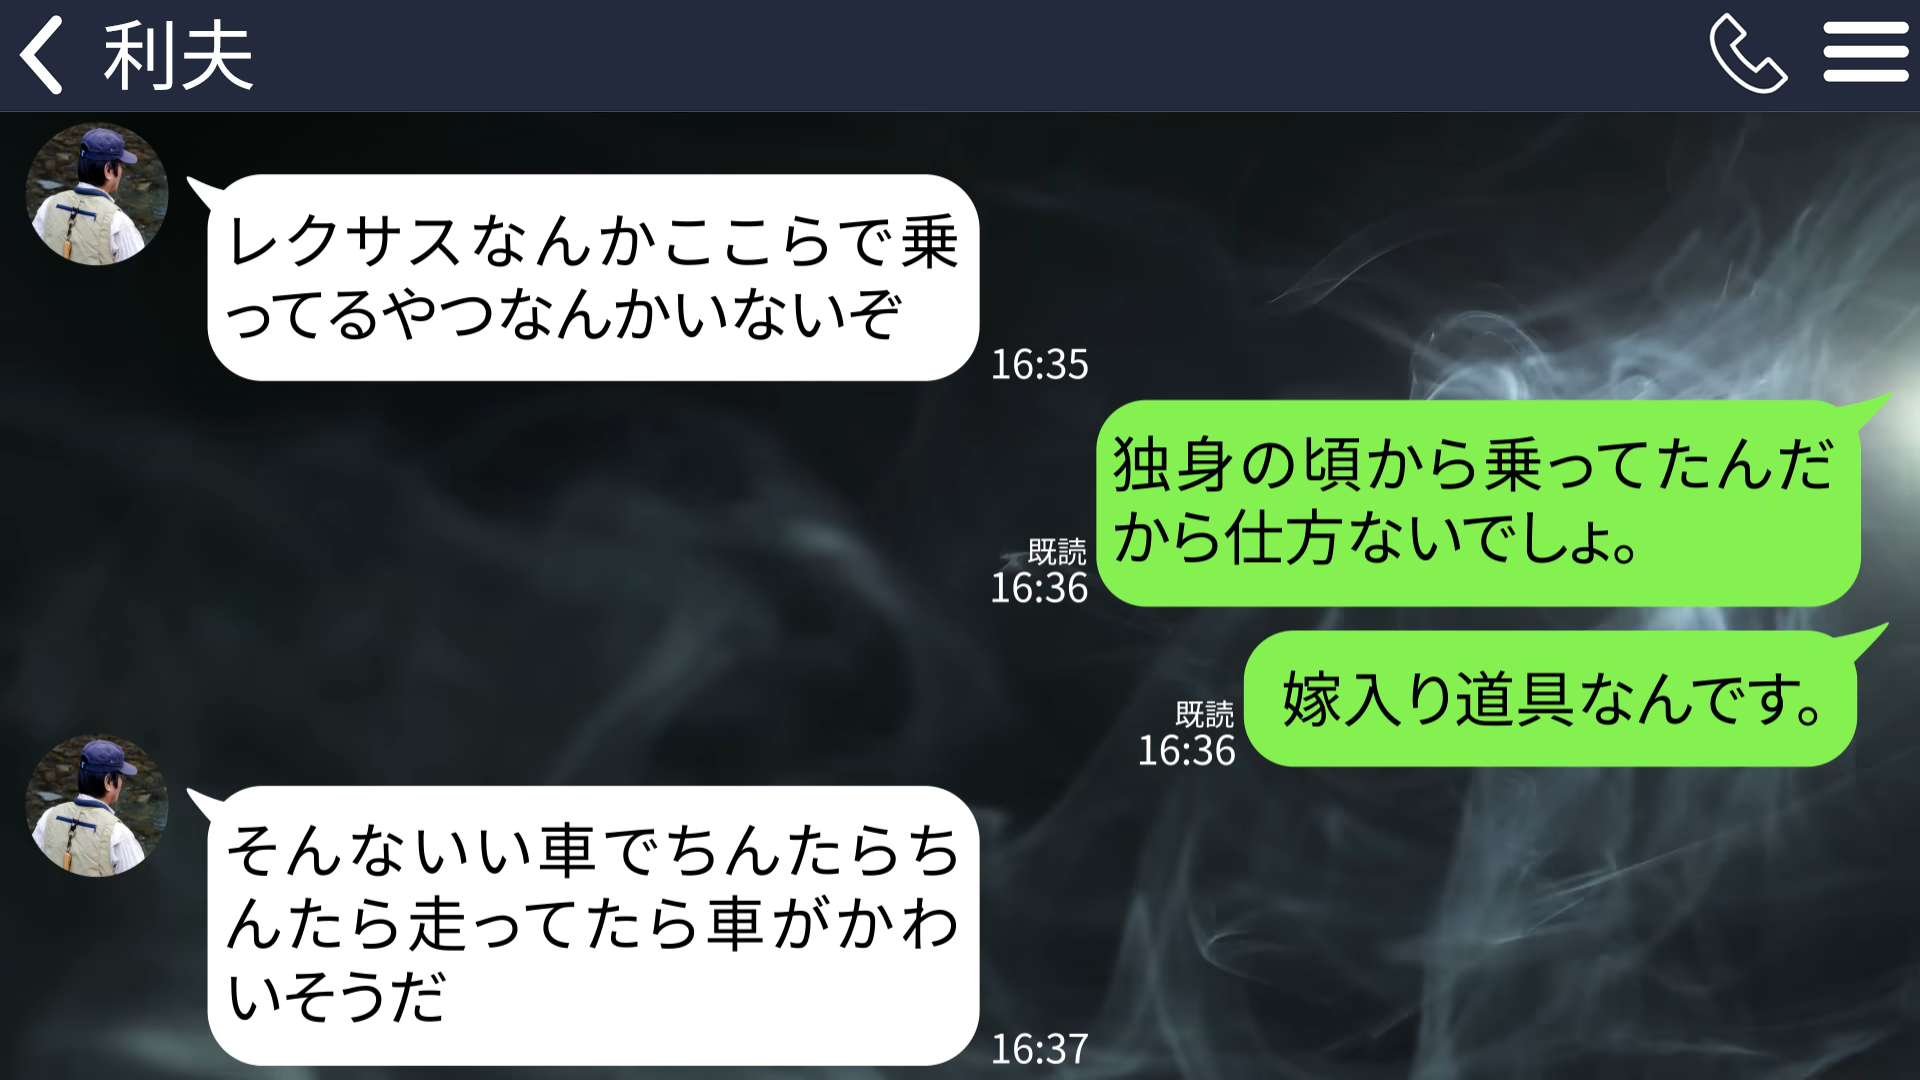 利夫
レクサスなんかここらで乗
ってるやつなんかいないぞ
16:35
独身の頃から乗ってたんだ
から仕方ないでしょ。
既読
16:36
嫁入り道具なんです。
既読
16:36
そんないい車でちんたらち
んたら走ってたら車がかわ
いそうだ
16:37